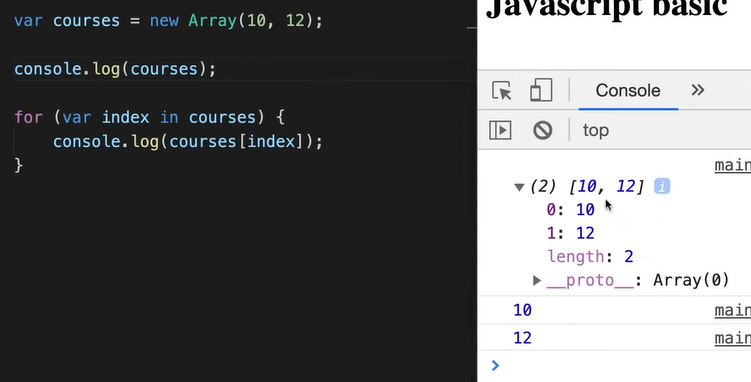 var courses = new Array(10, 12);
console.log(courses);
for (var index in courses) {
    console.log(courses[index]);
}
Javascript basic
Console »
top
main
(2) [10, 12] i
0: 10
1: 12
length: 2
__proto__: Array(0)
10 main
12 main
>